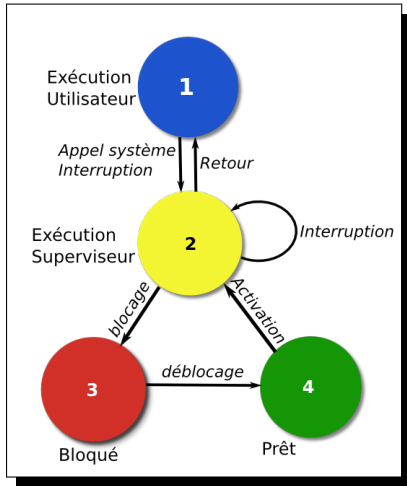 Exécution
Utilisateur
1
Appel système
Interruption
Retour
Exécution
Superviseur
2
Interruption
blocage
Activation
3
déblocage
4
Bloqué
Prêt